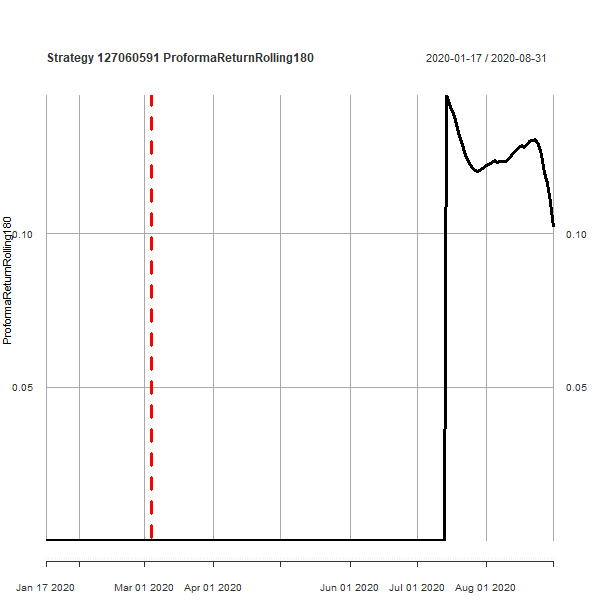 Strategy 127060591 ProformaReturnRolling180
2020-01-17 / 2020-08-31
ProformaReturnRolling180
0.10
0.10
0.05
0.05
Jan 17 2020
Mar 01 2020
Apr 01 2020
Jun 01 2020
Jul 01 2020
Aug 01 2020